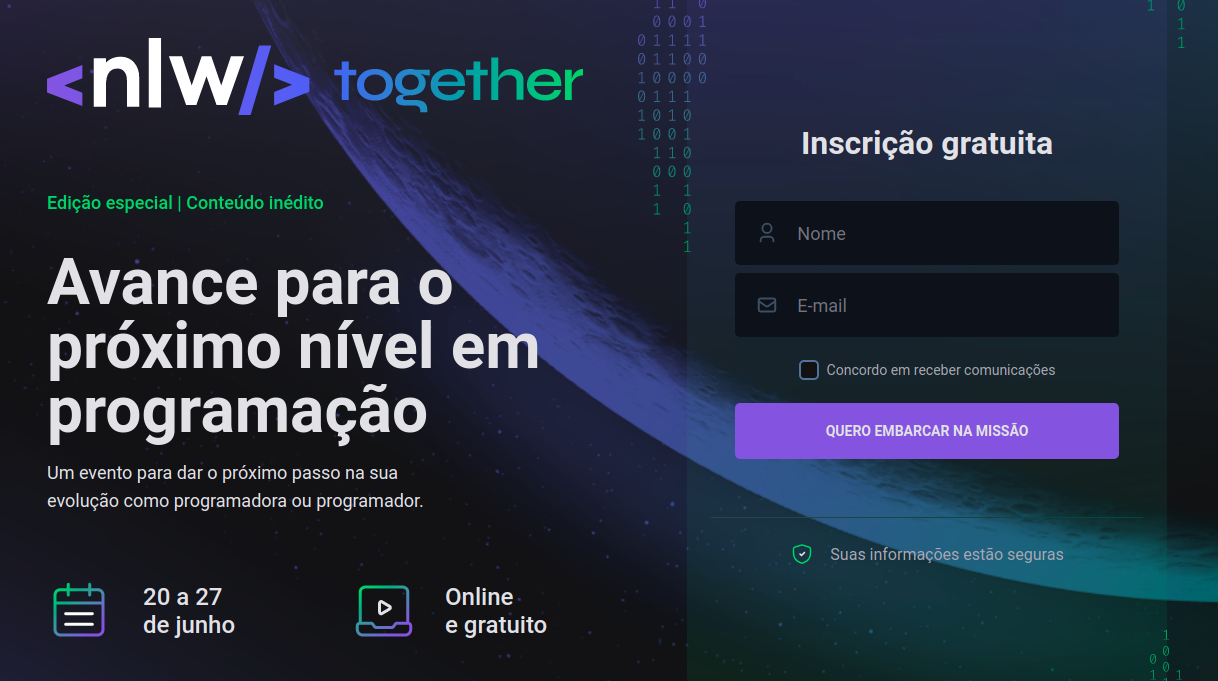 <nlw/> together
Edição especial | Conteúdo inédito
Avance para o
próximo nível em
programação
Um evento para dar o próximo passo na sua
evolução como programadora ou programador.
20 a 27
de junho
Online
e gratuito
Inscrição gratuita
Nome
E-mail
Concordo em receber comunicações
QUERO EMBARCAR NA MISSÃO
Suas informações estão seguras